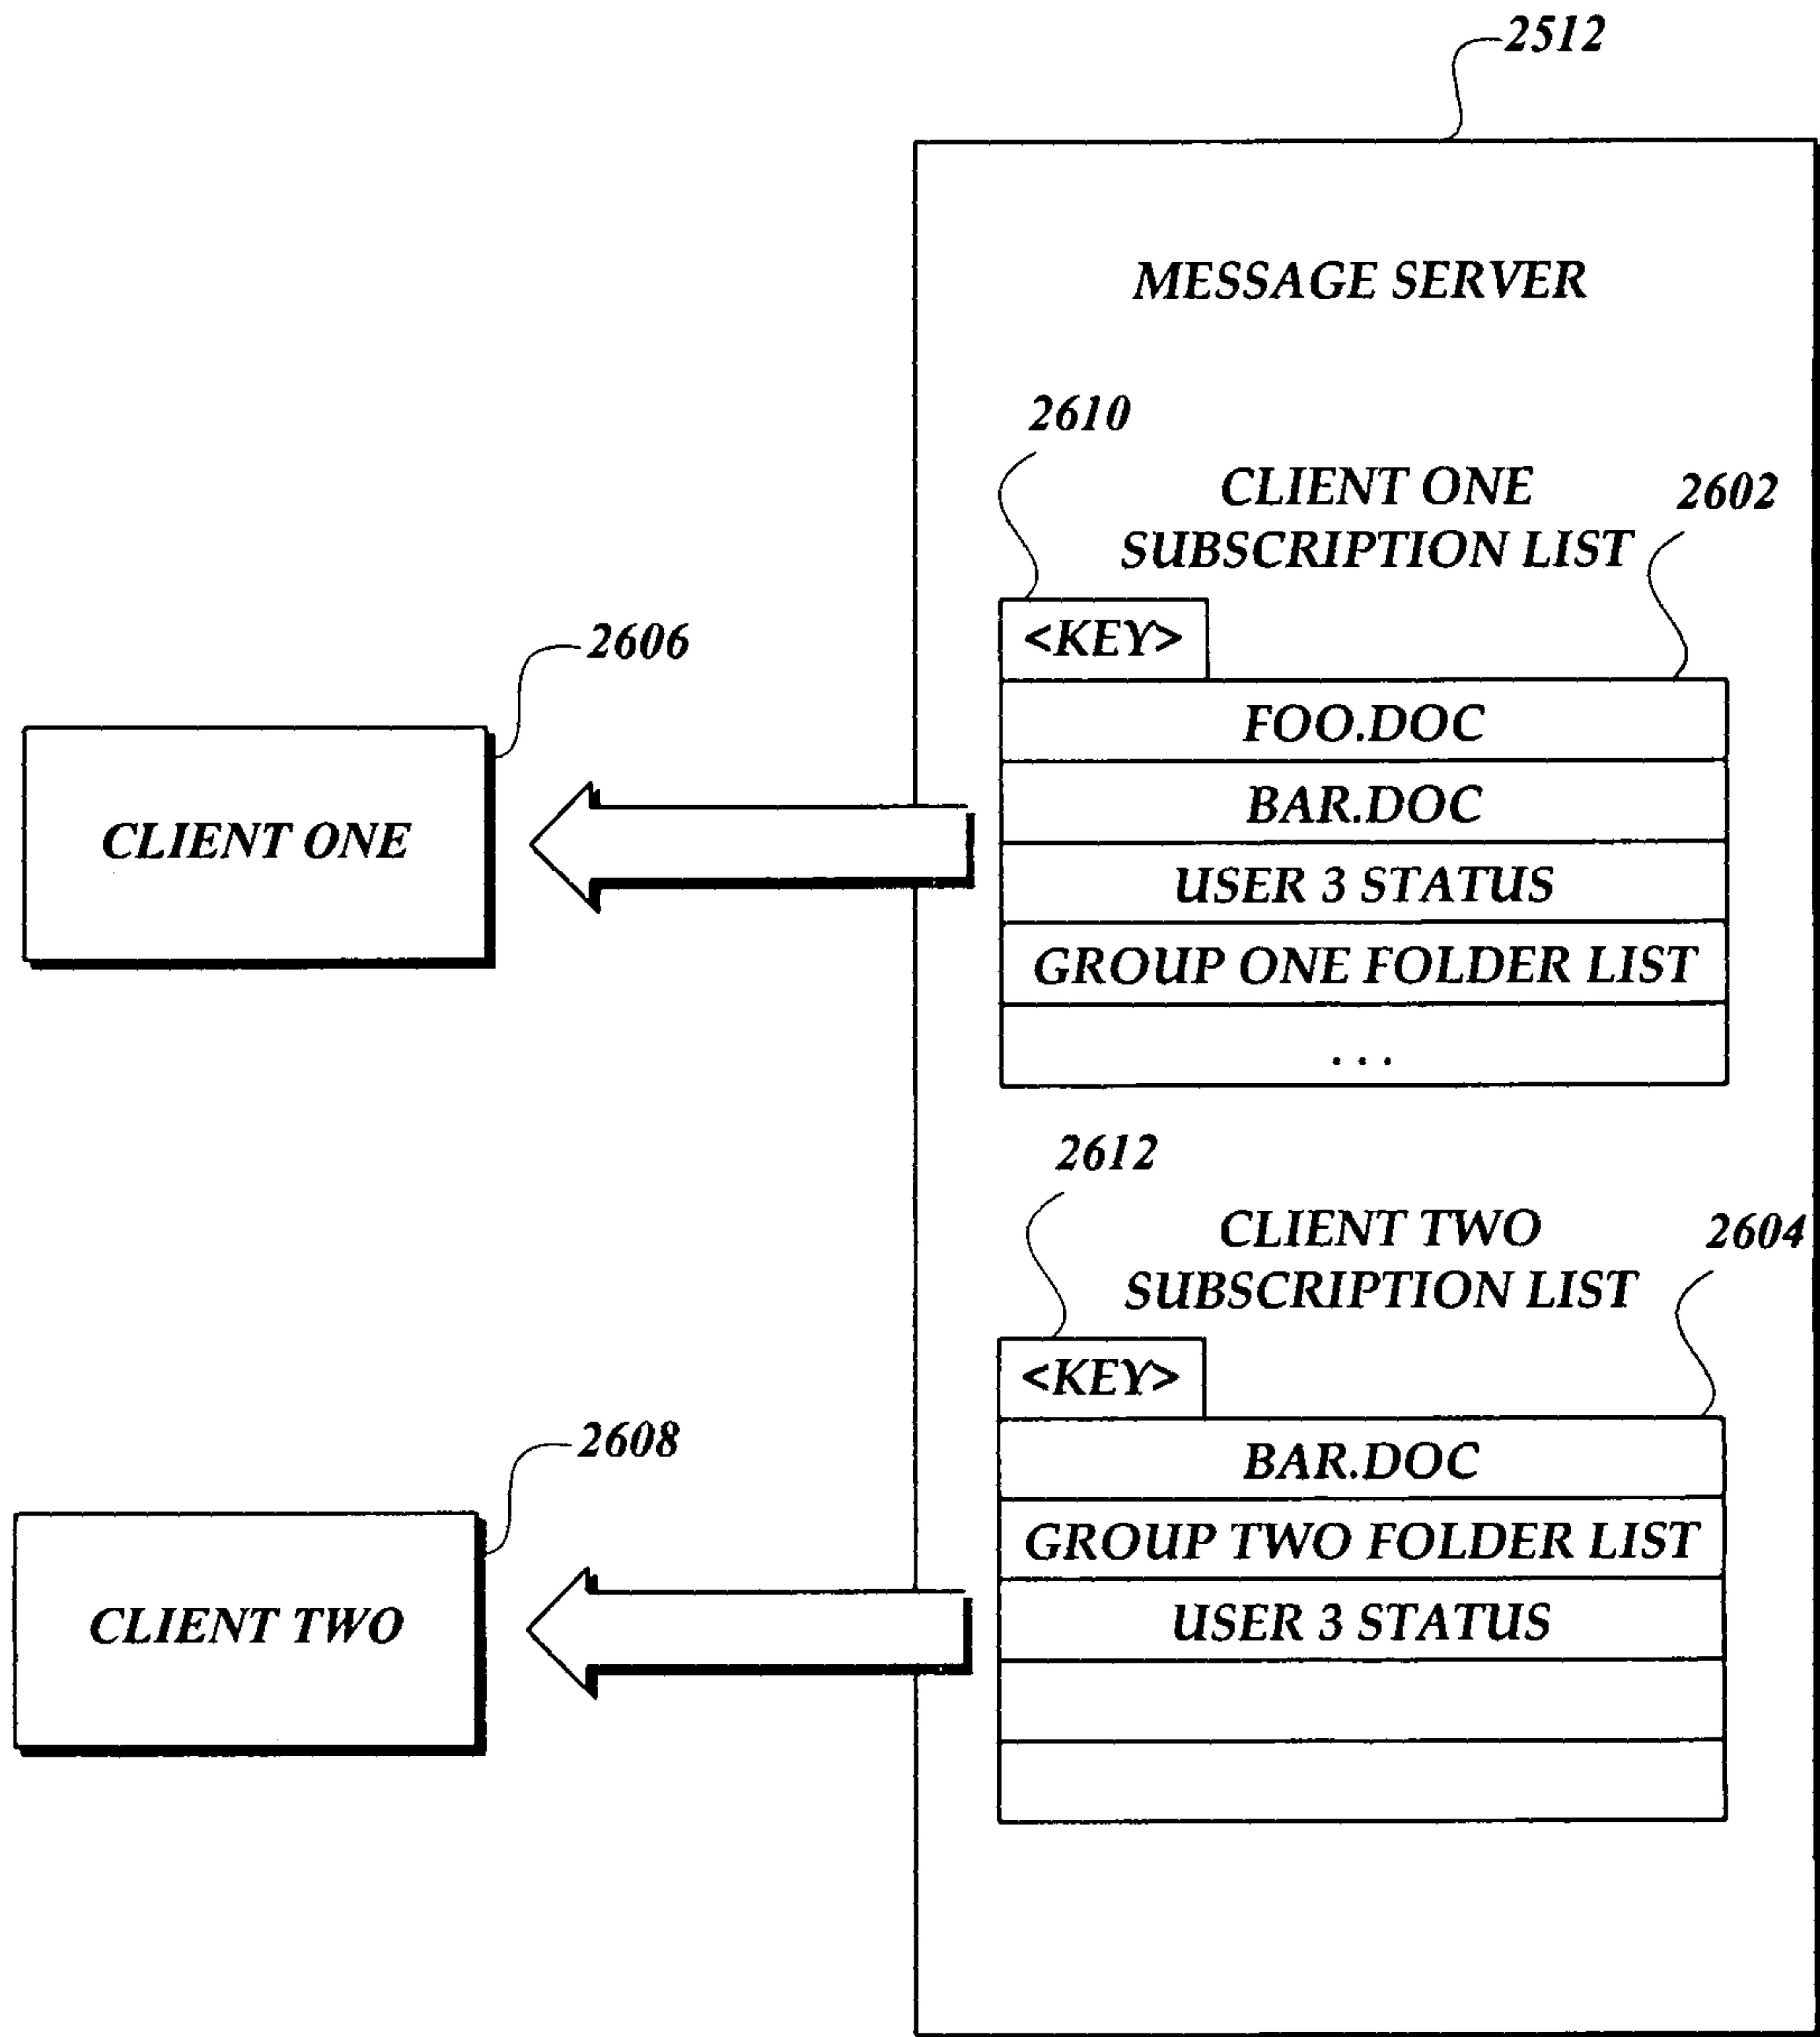 2512
MESSAGE SERVER
2610
CLIENT ONE
SUBSCRIPTION LIST
2602
<KEY>
FOO.DOC
BAR.DOC
USER 3 STATUS
GROUP ONE FOLDER LIST
...
2606
CLIENT ONE
2612
CLIENT TWO
SUBSCRIPTION LIST
2604
<KEY>
BAR.DOC
GROUP TWO FOLDER LIST
USER 3 STATUS
2608
CLIENT TWO